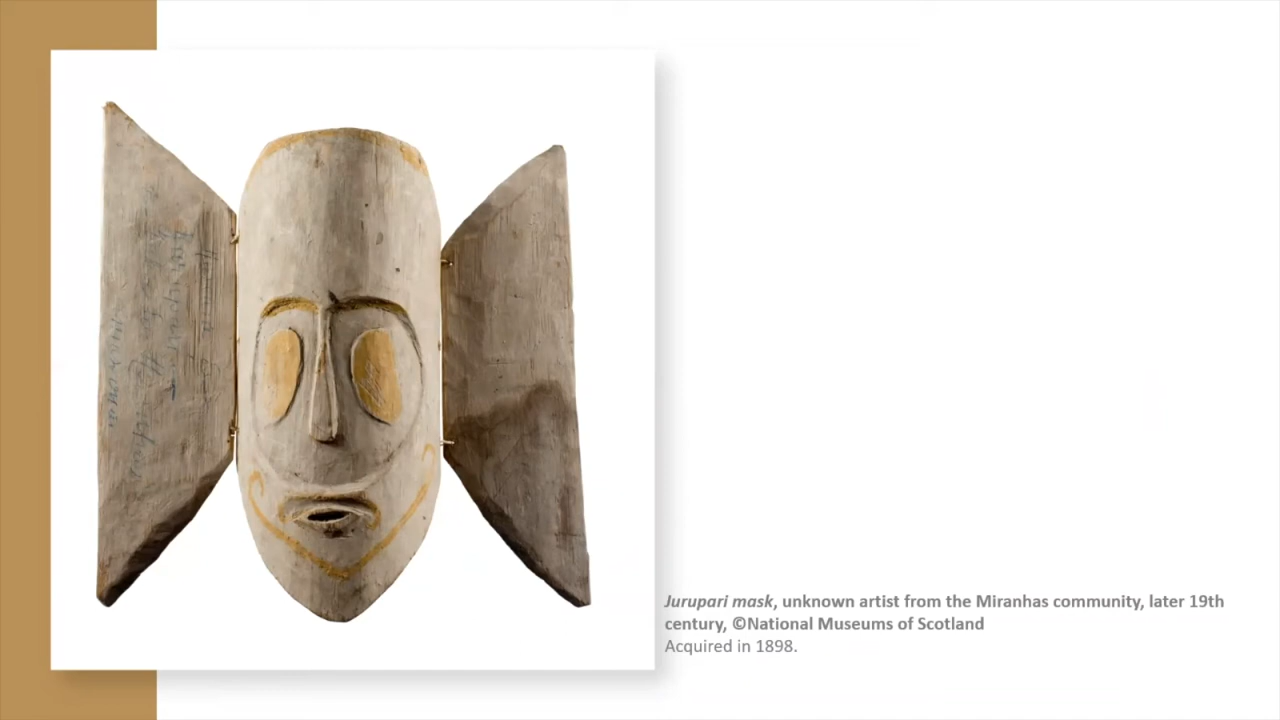 Jurupari mask, unknown artist from the Miranhas community, later 19th
century, ©National Museums of Scotland
Acquired in 1898.